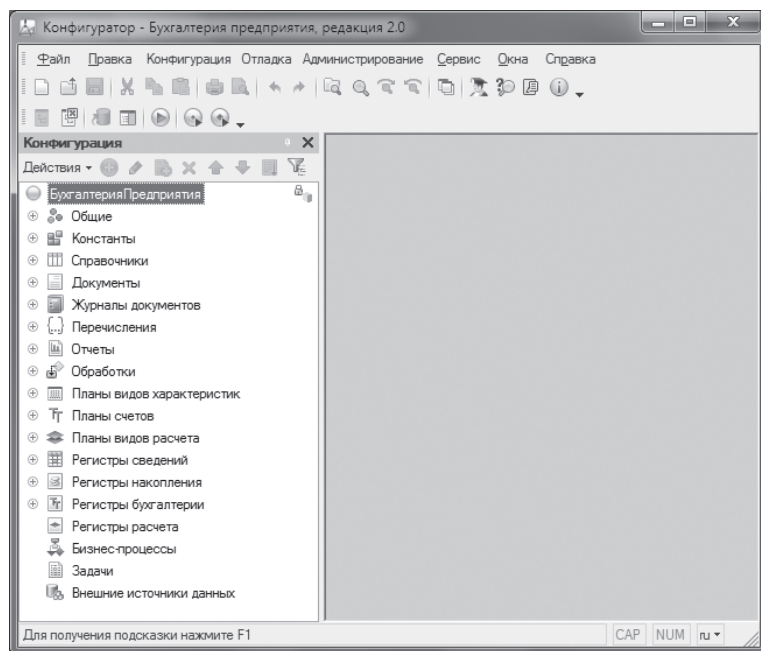 Конфигуратор - Бухгалтерия предприятия, редакция 2.0
Файл Правка Конфигурация Отладка Администрирование Сервис Окна Справка
Конфигурация
Действия
БухгалтерияПредприятия
Общие
Константы
Справочники
Документы
Журналы документов
Перечисления
Отчеты
Обработки
Планы видов характеристик
Планы счетов
Планы видов расчета
Регистры сведений
Регистры накопления
Регистры бухгалтерии
Регистры расчета
Бизнес-процессы
Задачи
Внешние источники данных
Для получения подсказки нажмите F1 CAP NUM ru